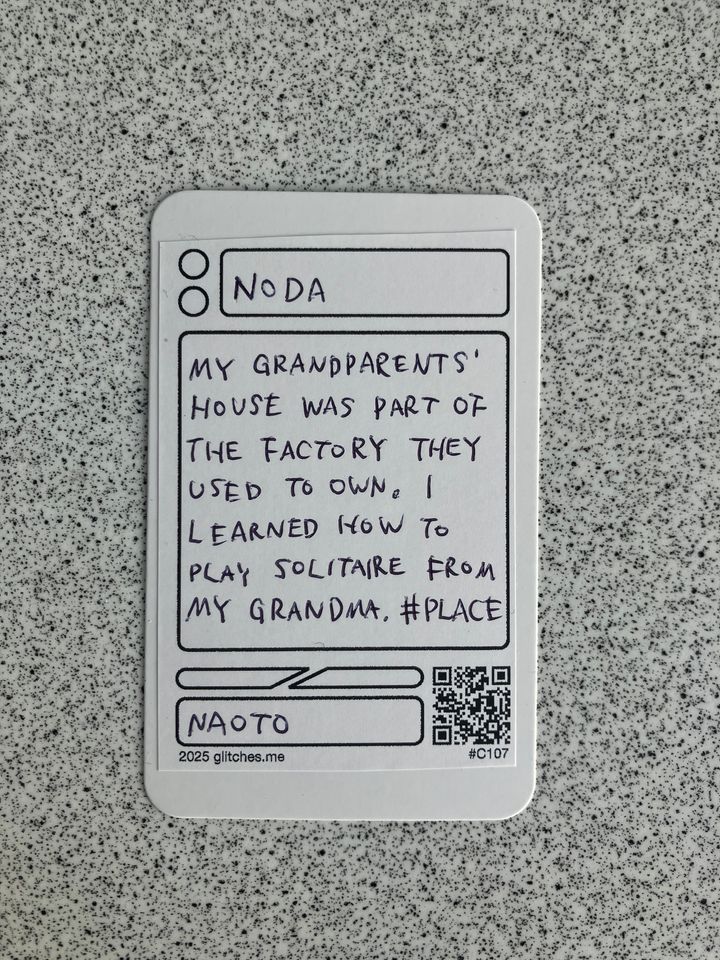 NODA
MY GRANDPARENTS'
HOUSE WAS PART OF
THE FACTORY THEY
USED TO OWN. I
LEARNED HOW TO
PLAY SOLITAIRE FROM
MY GRANDMA. #PLACE
NAOTO
2025 glitches.me
#C107